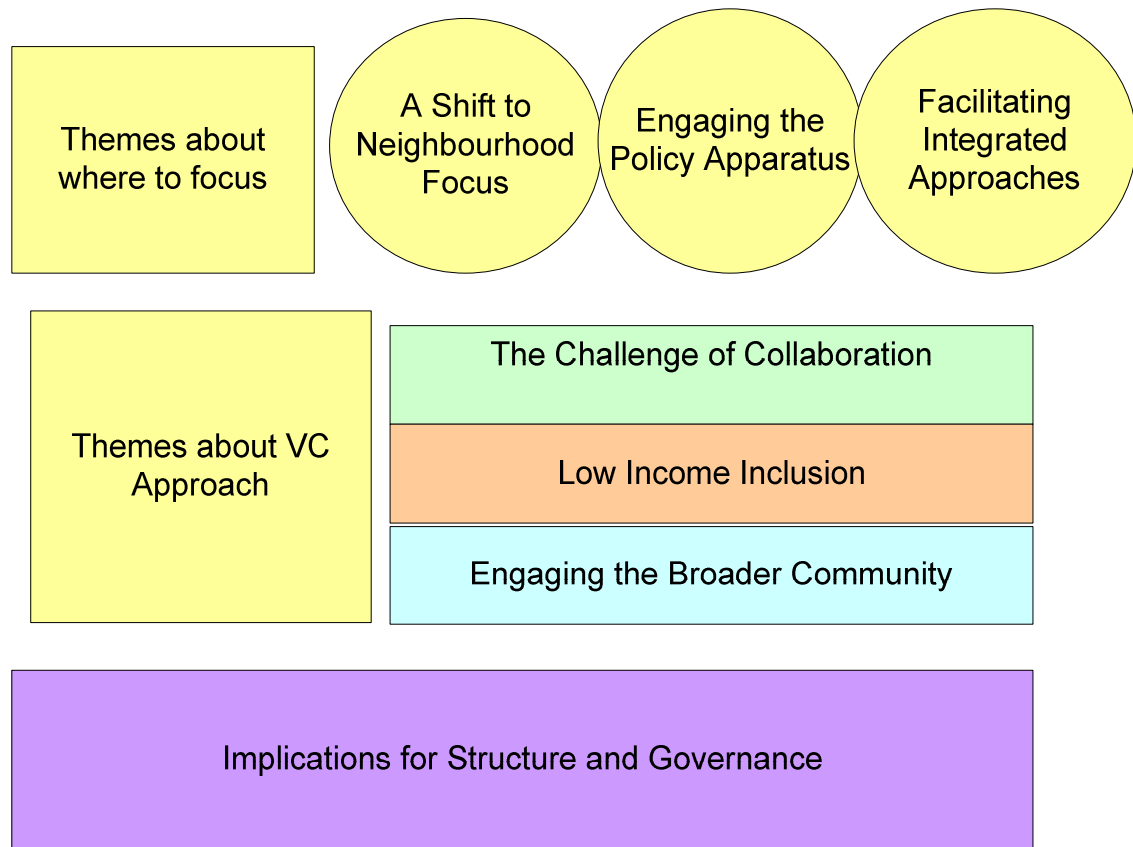 Themes about
where to focus
A Shift to
Neighbourhood
Focus
Engaging the
Policy Apparatus
Facilitating
Integrated
Approaches
Themes about VC
Approach
The Challenge of Collaboration
Low Income Inclusion
Engaging the Broader Community
Implications for Structure and Governance